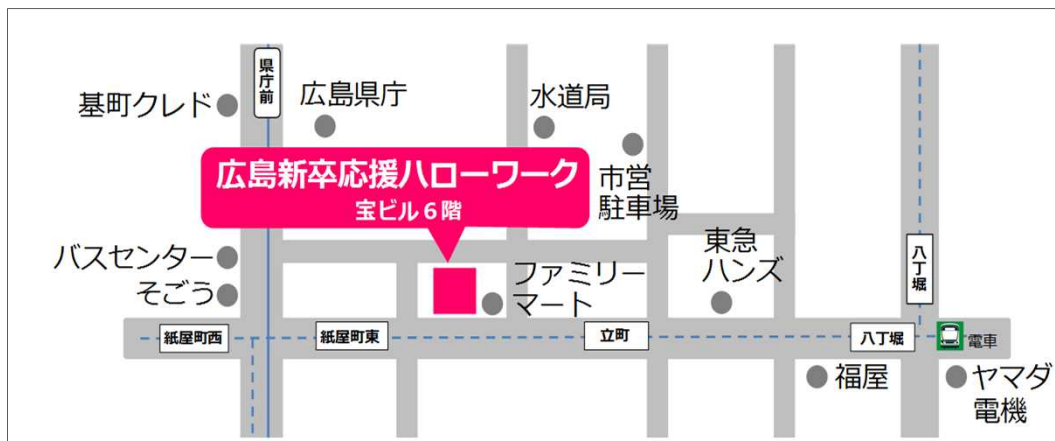 県庁前
基町クレド
広島県庁
水道局
市営
駐車場
広島新卒応援ハローワーク
宝ビル6階
バスセンター
そごう
ファミリー
マート
東急
ハンズ
八丁堀
紙屋町西
紙屋町東
立町
八丁堀
電車
福屋
ヤマダ
電機